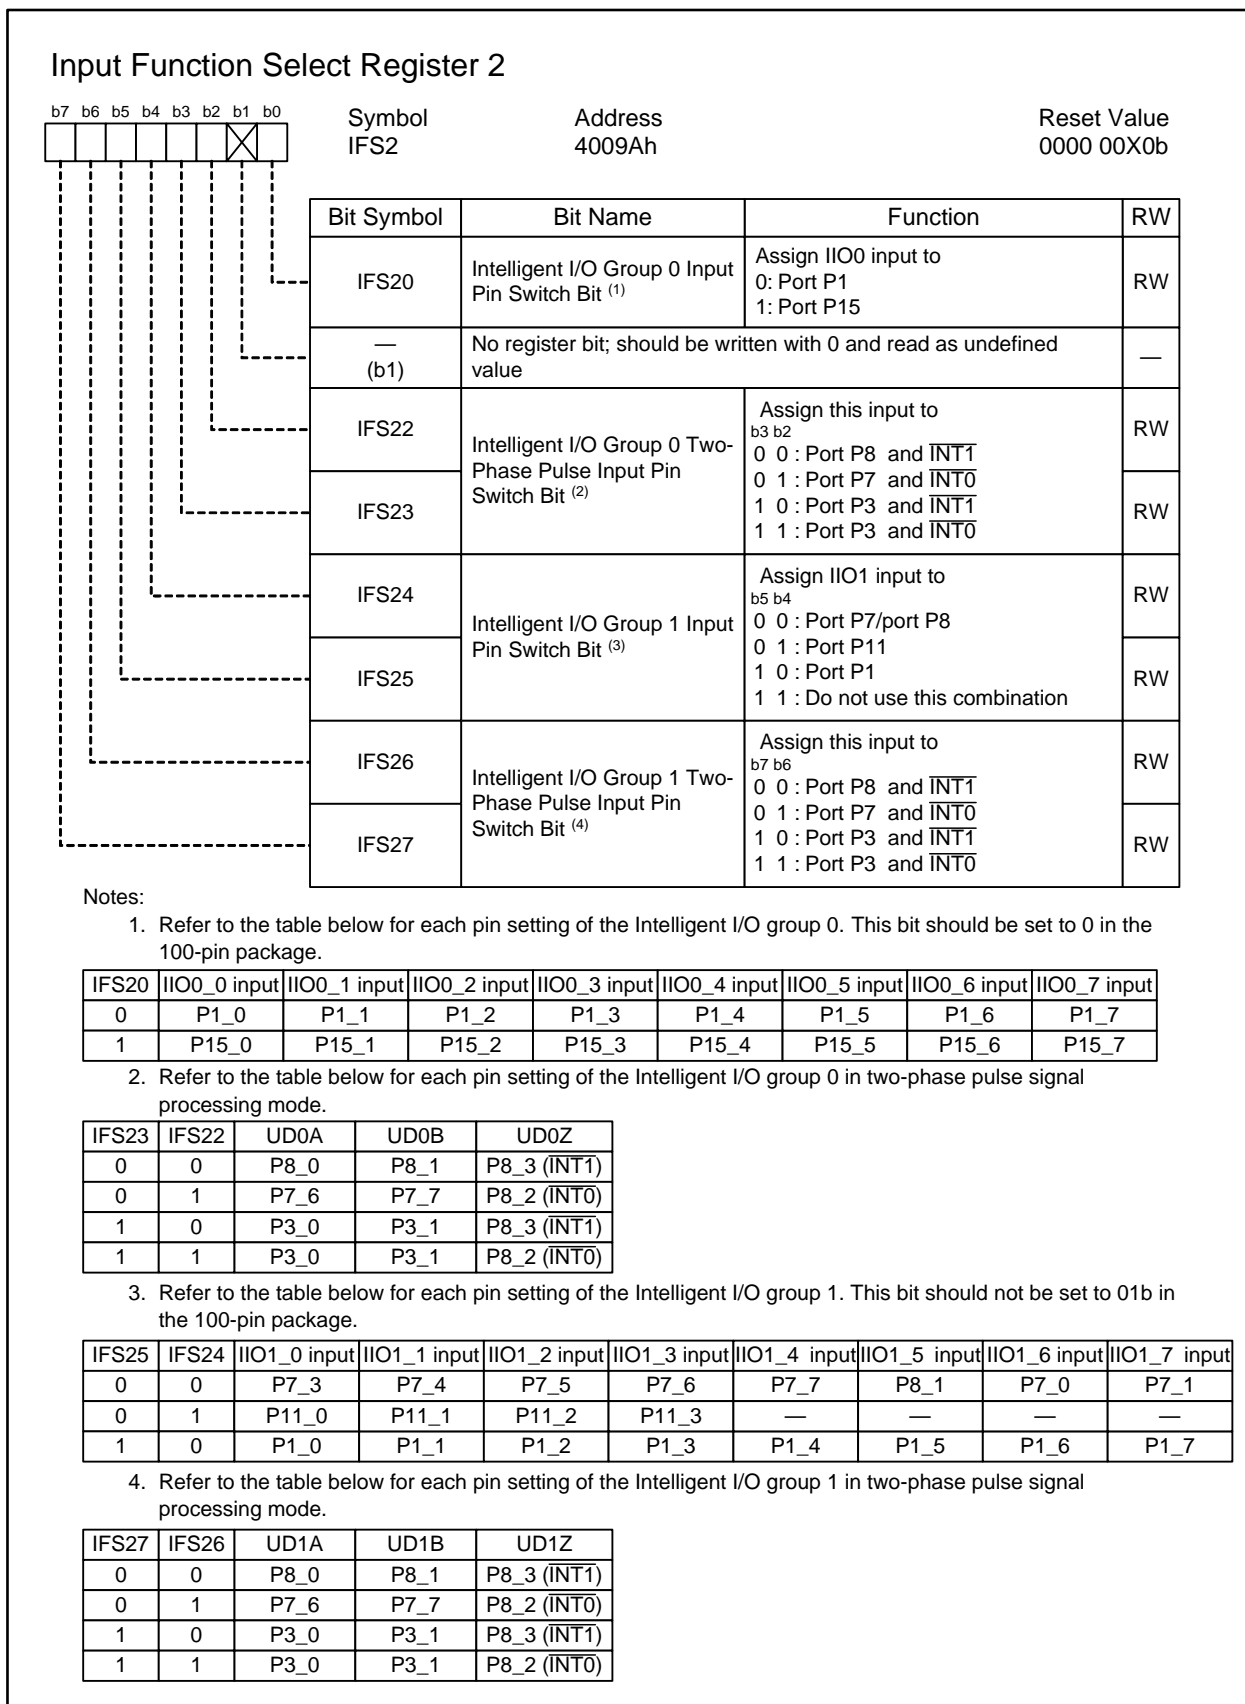 Input Function Select Register 2
b7 b6 b5 b4 b3 b2 b1 b0
Symbol Address Reset Value
IFS2 4009Ah 0000 00X0b
Bit Symbol Bit Name Function RW
IFS20 Intelligent I/O Group 0 Input Pin Switch Bit (1) Assign IIO0 input to RW
0: Port P1
1: Port P15
— (b1) No register bit; should be written with 0 and read as undefined value —
IFS22 RW
IFS23 RW
Intelligent I/O Group 0 Two-
Phase Pulse Input Pin
Switch Bit (2)
Assign this input to
b3 b2
0 0 : Port P8 and INT1
0 1 : Port P7 and INT0
1 0 : Port P3 and INT1
1 1 : Port P3 and INT0
IFS24 RW
IFS25 RW
Intelligent I/O Group 1 Input
Pin Switch Bit (3)
Assign IIO1 input to
b5 b4
0 0 : Port P7/port P8
0 1 : Port P11
1 0 : Port P1
1 1 : Do not use this combination
IFS26 RW
IFS27 RW
Intelligent I/O Group 1 Two-
Phase Pulse Input Pin
Switch Bit (4)
Assign this input to
b7 b6
0 0 : Port P8 and INT1
0 1 : Port P7 and INT0
1 0 : Port P3 and INT1
1 1 : Port P3 and INT0
Notes:
1. Refer to the table below for each pin setting of the Intelligent I/O group 0. This bit should be set to 0 in the
100-pin package.
IFS20 IIO0_0 input IIO0_1 input IIO0_2 input IIO0_3 input IIO0_4 input IIO0_5 input IIO0_6 input IIO0_7 input
0 P1_0 P1_1 P1_2 P1_3 P1_4 P1_5 P1_6 P1_7
1 P15_0 P15_1 P15_2 P15_3 P15_4 P15_5 P15_6 P15_7
2. Refer to the table below for each pin setting of the Intelligent I/O group 0 in two-phase pulse signal
processing mode.
IFS23 IFS22 UD0A UD0B UD0Z
0 0 P8_0 P8_1 P8_3 (INT1)
0 1 P7_6 P7_7 P8_2 (INT0)
1 0 P3_0 P3_1 P8_3 (INT1)
1 1 P3_0 P3_1 P8_2 (INT0)
3. Refer to the table below for each pin setting of the Intelligent I/O group 1. This bit should not be set to 01b in
the 100-pin package.
IFS25 IFS24 IIO1_0 input IIO1_1 input IIO1_2 input IIO1_3 input IIO1_4 input IIO1_5 input IIO1_6 input IIO1_7 input
0 0 P7_3 P7_4 P7_5 P7_6 P7_7 P8_1 P7_0 P7_1
0 1 P11_0 P11_1 P11_2 P11_3 — — — —
1 0 P1_0 P1_1 P1_2 P1_3 P1_4 P1_5 P1_6 P1_7
4. Refer to the table below for each pin setting of the Intelligent I/O group 1 in two-phase pulse signal
processing mode.
IFS27 IFS26 UD1A UD1B UD1Z
0 0 P8_0 P8_1 P8_3 (INT1)
0 1 P7_6 P7_7 P8_2 (INT0)
1 0 P3_0 P3_1 P8_3 (INT1)
1 1 P3_0 P3_1 P8_2 (INT0)